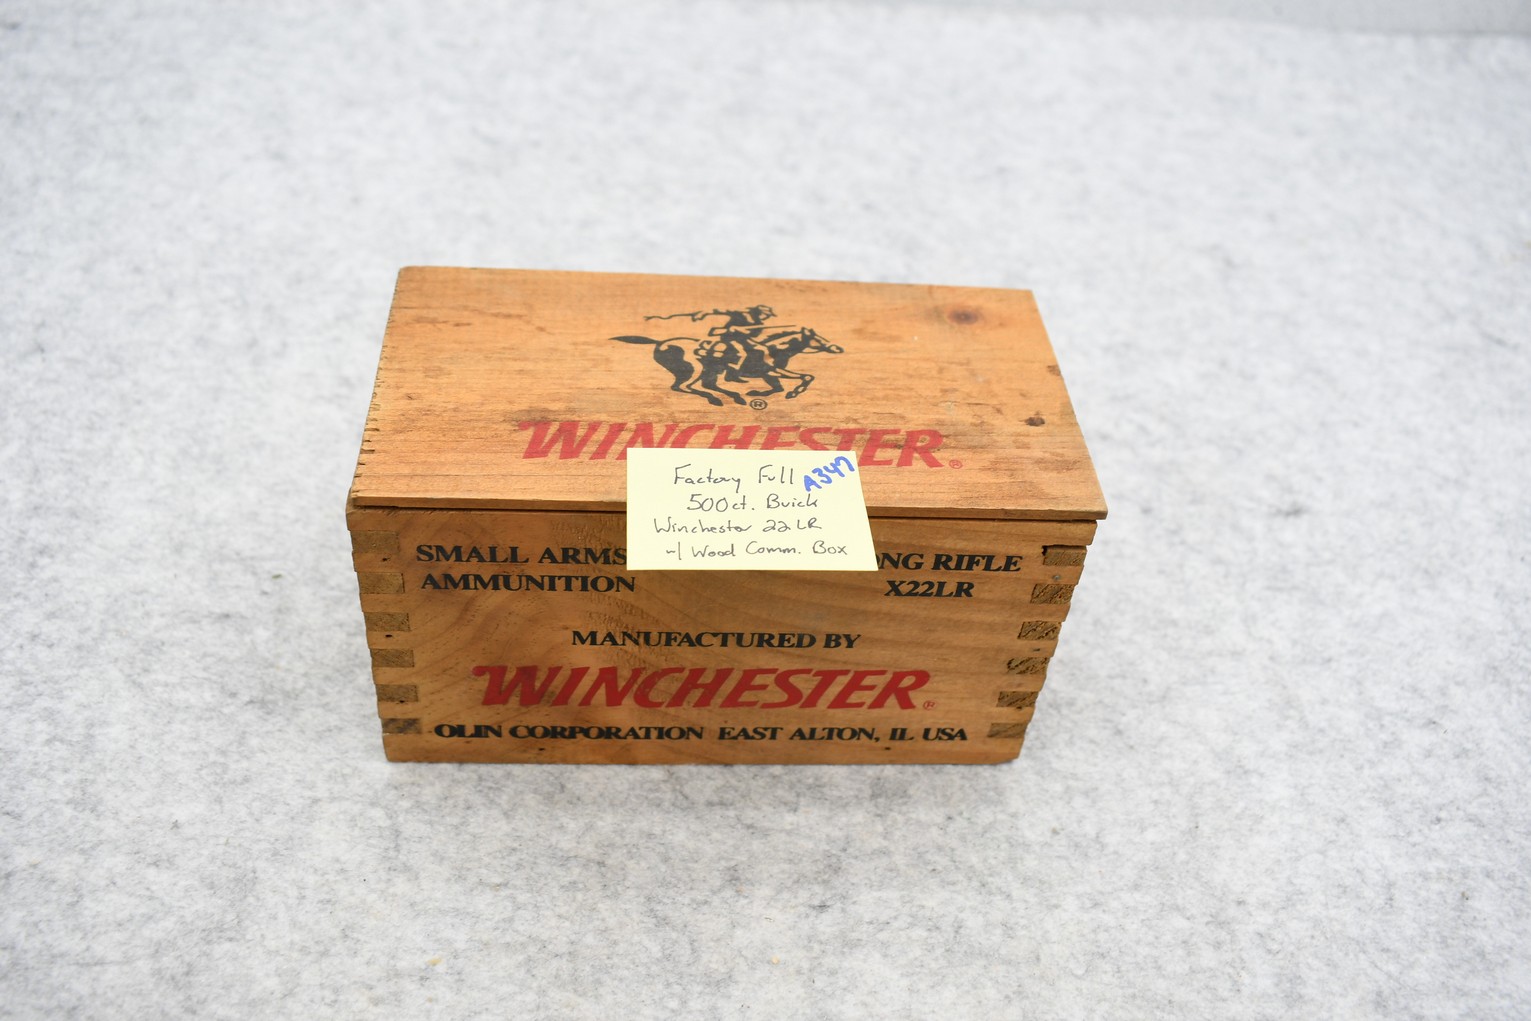 WINCHESTER®
Factory Full A347
500ct. Buick
Winchester 22LR
w/ Wood Comm. Box
SMALL ARMS ONG RIFLE
AMMUNITION X22LR
MANUFACTURED BY
WINCHESTER®
OLIN CORPORATION EAST ALTON, IL USA